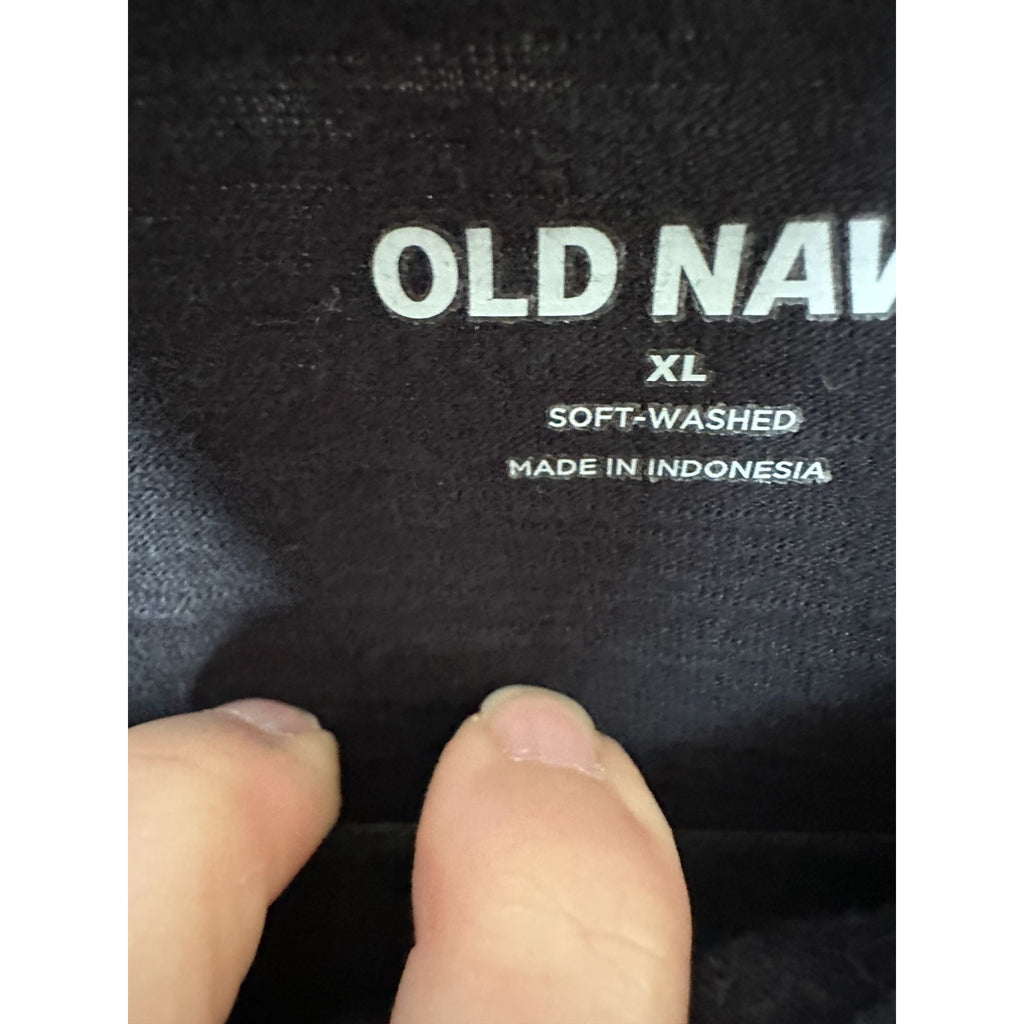 OLD NAV
XL
SOFT-WASHED
MADE IN INDONESIA